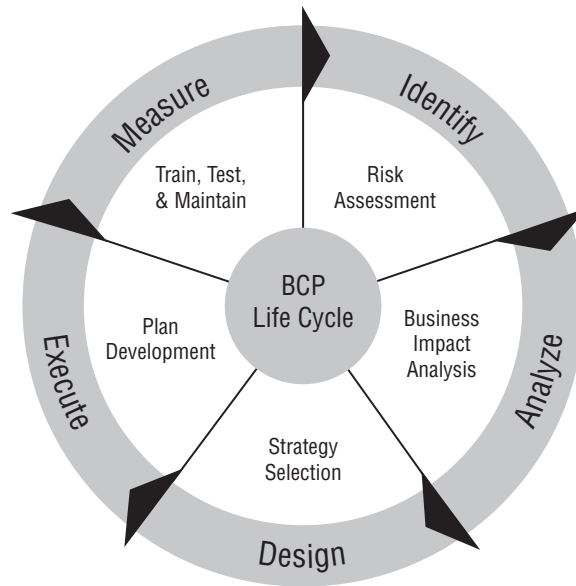 BCP
Life Cycle
Identify
Risk
Assessment
Analyze
Business
Impact
Analysis
Design
Strategy
Selection
Execute
Plan
Development
Measure
Train, Test,
& Maintain